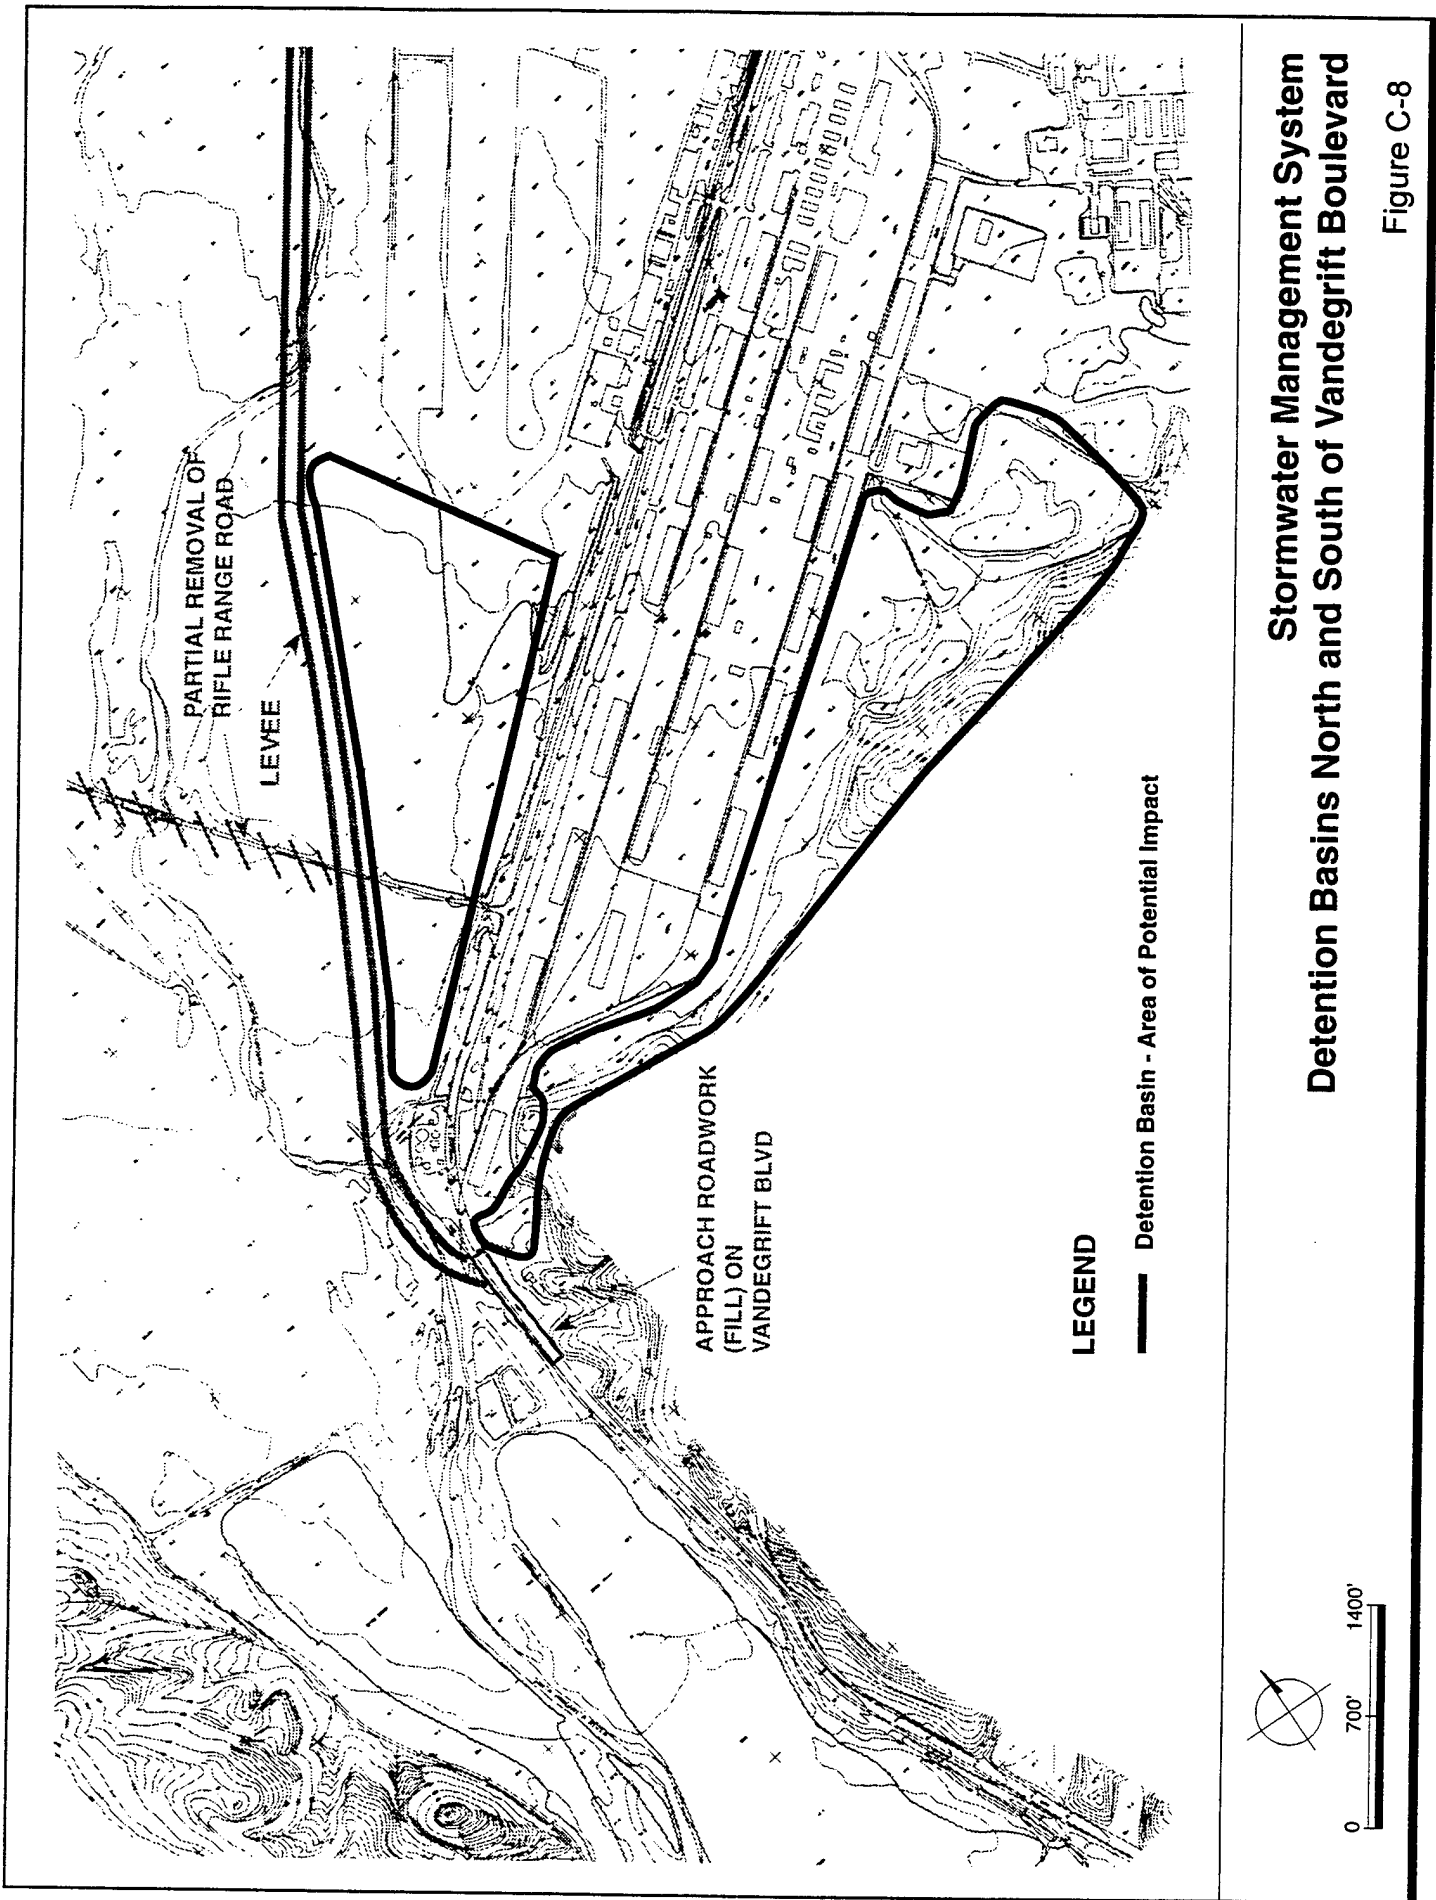 PARTIAL REMOVAL OF
RIFLE RANGE ROAD
LEVEE
APPROACH ROADWORK
(FILL) ON
VANDEGRIFT BLVD
LEGEND
Detention Basin - Area of Potential Impact
0 700' 1400'
Stormwater Management System
Detention Basins North and South of Vandegrift Boulevard
Figure C-8